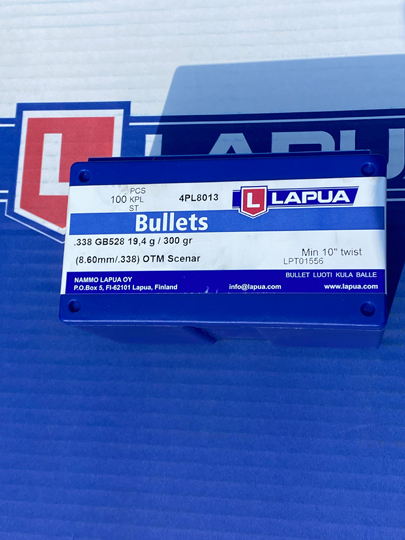 L LAPUA
PCS
100 KPL
ST
4PL8013
L LAPUA
Bullets
.338 GB528 19,4 g / 300 gr
(8.60mm/.338) OTM Scenar
Min 10" twist
LPT01556
NAMMO LAPUA OY
P.O.Box 5, FI-62101 Lapua, Finland
info@lapua.com
BULLET LUOTI KULA BALLE
www.lapua.com